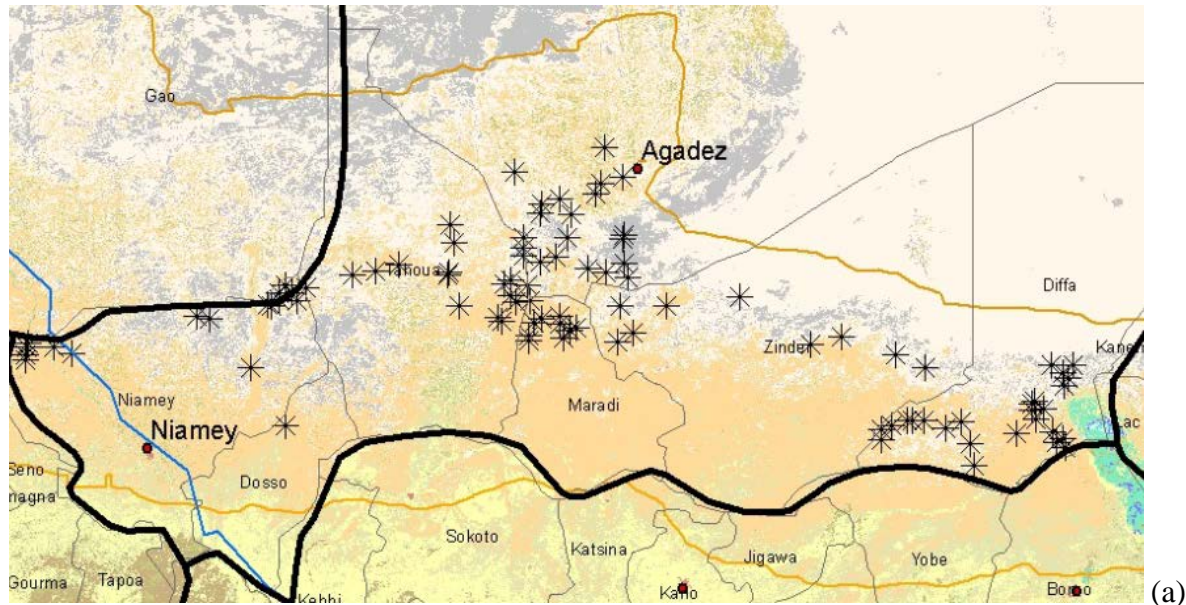 Gao
Agadez
Tahoua
Diffa
Zinder
Kanem
Niamey
Maradi
Niamey
Lac
Seno
magna
Dosso
Sokoto
Katsina
Jigawa
Yobe
Gourma
Tapoa
Kebbi
Kano
Borno
(a)